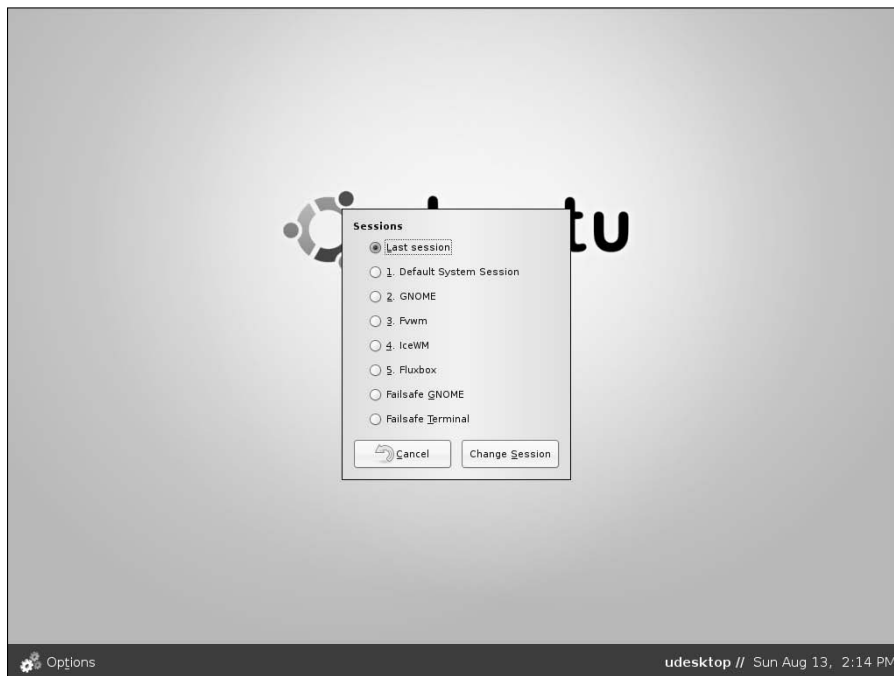 tu
Sessions
Last session
1. Default System Session
2. GNOME
3. Fvwm
4. IceWM
5. Fluxbox
Failsafe GNOME
Failsafe Terminal
Cancel
Change Session
Options
udesktop // Sun Aug 13, 2:14 PM